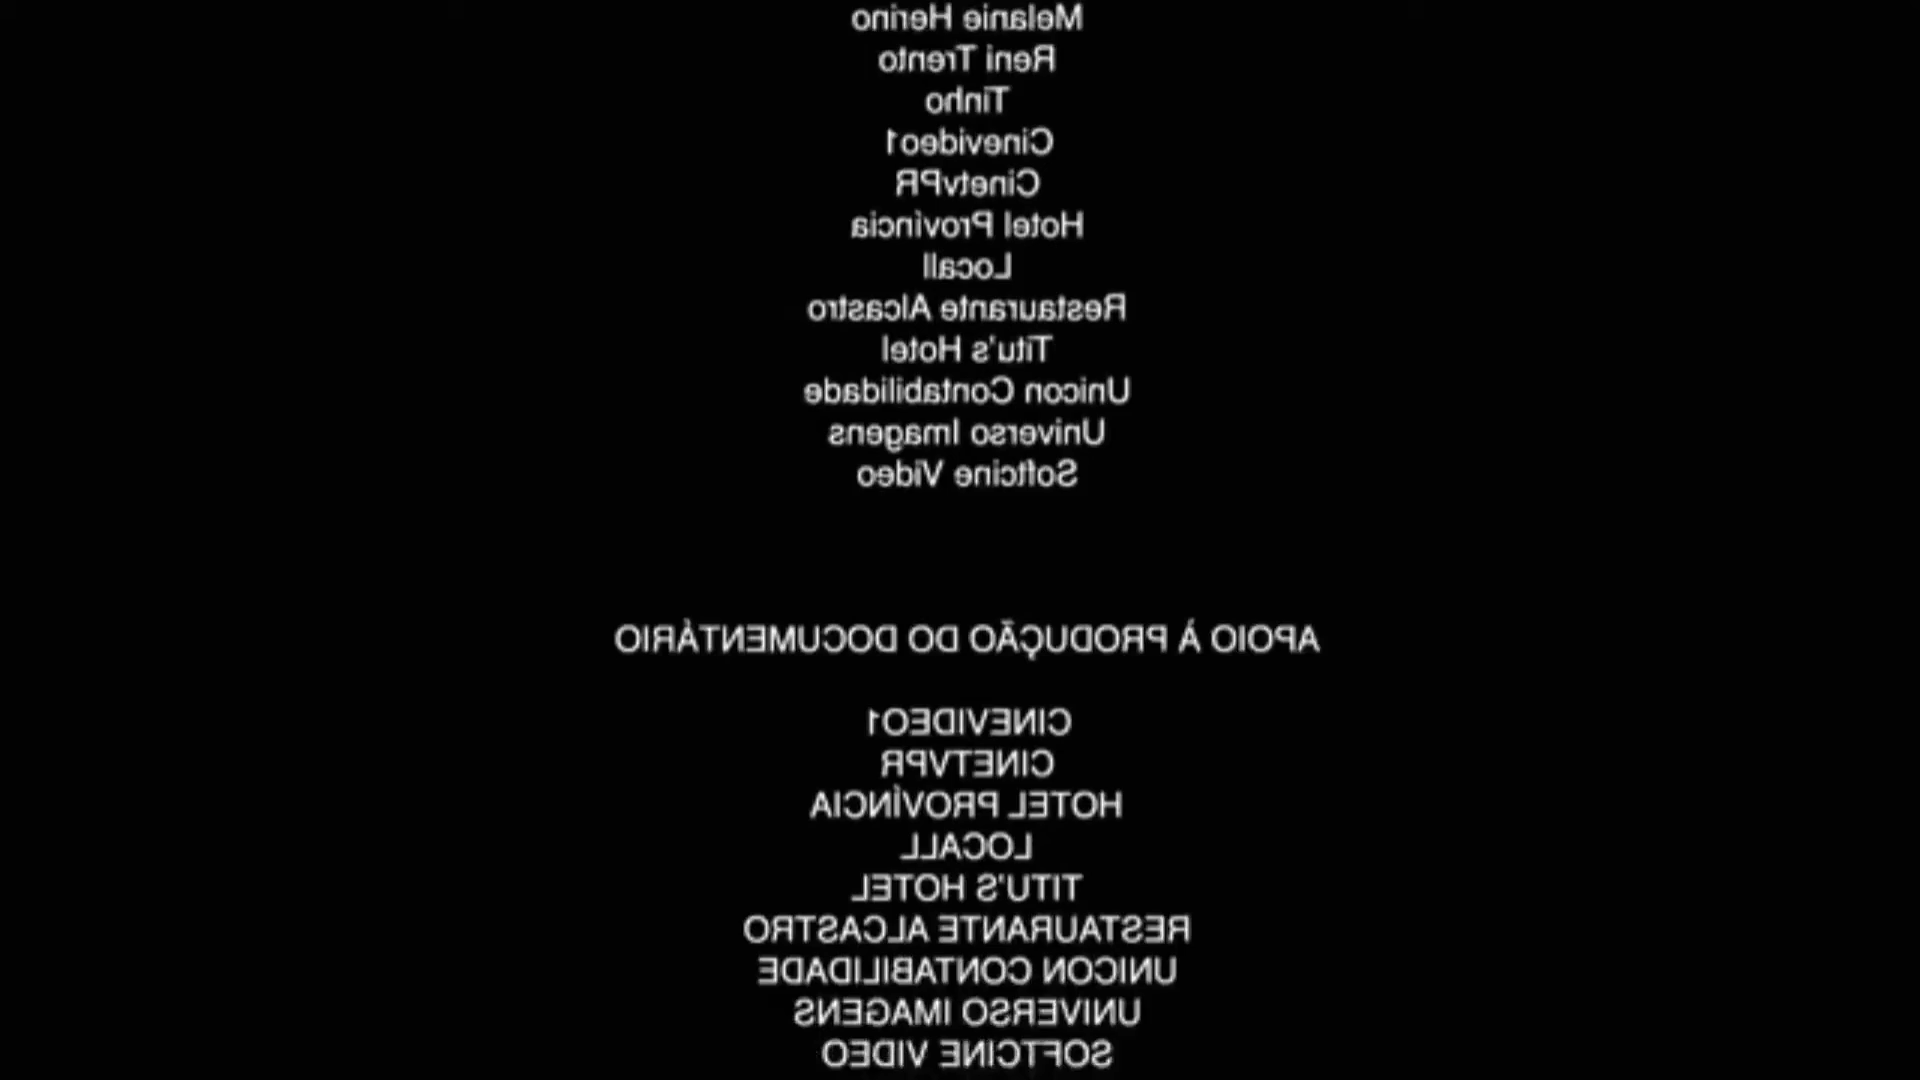 Melanie Herino
Reni Trento
Tinho
Cinevideo1
CinetvPR
Hotel Província
Locall
Restaurante Alcastro
Titu's Hotel
Unicon Contabilidade
Universo Imagens
Softcine Video
APOIO À PRODUÇÃO DO DOCUMENTÁRIO
CINEVIDEO1
CINETVPR
HOTEL PROVÍNCIA
LOCALL
TITU'S HOTEL
RESTAURANTE ALCASTRO
UNICON CONTABILIDADE
UNIVERSO IMAGENS
SOFTCINE VIDEO